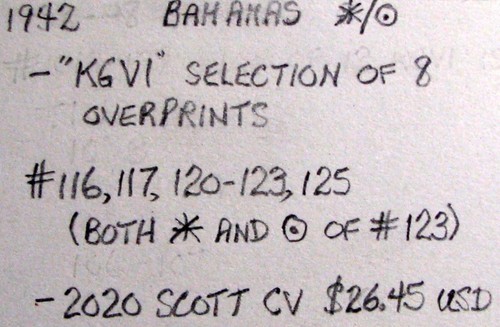 1942 BAHAMAS *⁄⊙
- "KGVI" SELECTION OF 8
OVERPRINTS
#116, 117, 120-123, 125
(BOTH * AND ⊙ OF #123)
- 2020 SCOTT CV $26.45 USD